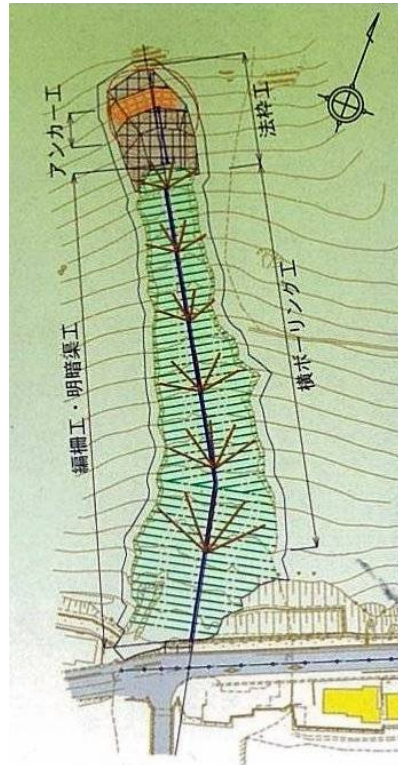 アンカー工
法枠工
編柵工・明暗渠工
横ボーリング工